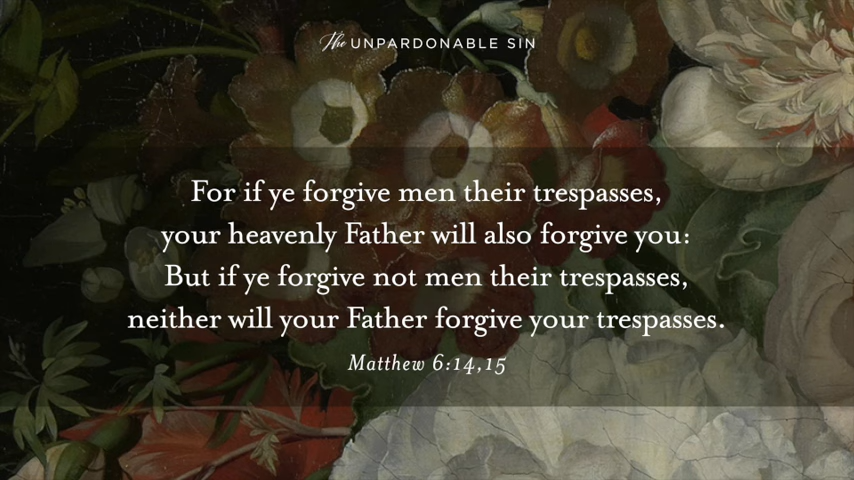 The UNPARDONABLE SIN
For if ye forgive men their trespasses,
your heavenly Father will also forgive you:
But if ye forgive not men their trespasses,
neither will your Father forgive your trespasses.
Matthew 6:14,15